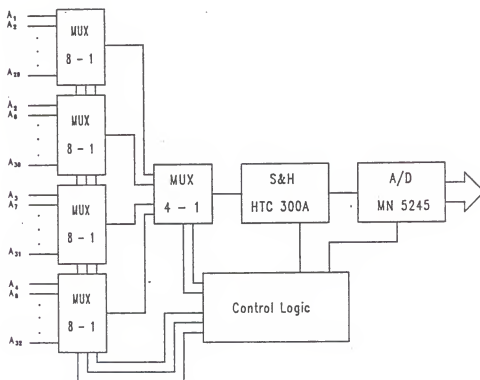 A₁
A₂
A₂₉
MUX
8 - 1
A₂
A₆
A₃₀
MUX
8 - 1
A₃
A₇
A₃₁
MUX
8 - 1
A₄
A₈
A₃₂
MUX
8 - 1
MUX
4 - 1
S&H
HTC 300A
A/D
MN 5245
Control Logic